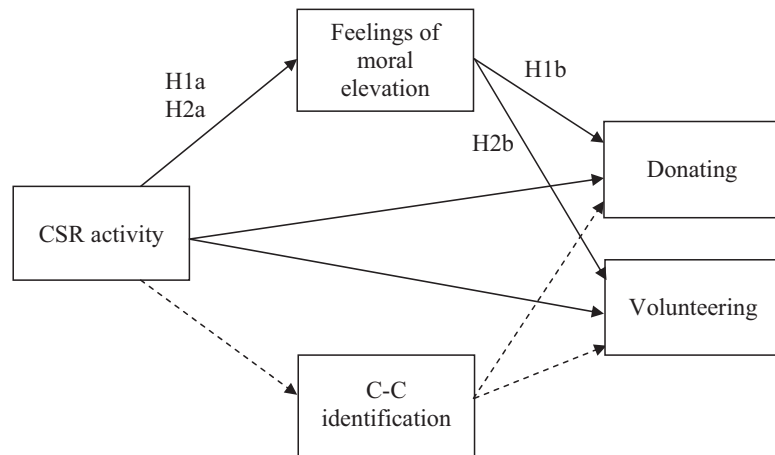 Feelings of
moral
elevation
H1a
H2a
H1b
H2b
Donating
CSR activity
Volunteering
C-C
identification